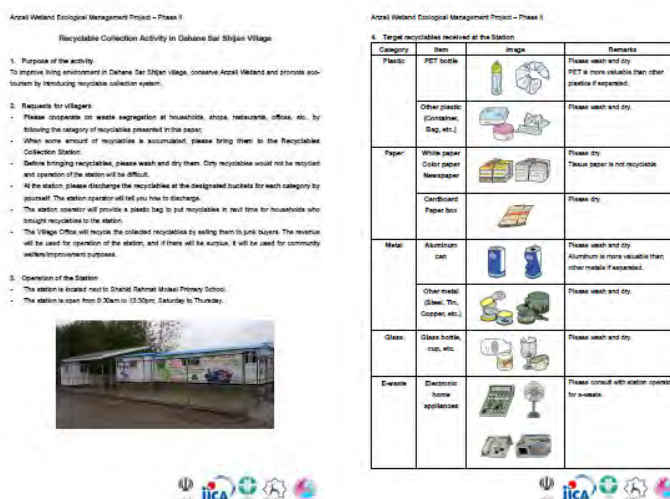 Anzali Wetland Ecological Management Project – Phase II
Recyclable Collection Activity in Dahane Sar Shijan Village
1. Purpose of the activity
To improve living environment in Dahane Sar Shijan village, conserve Anzali Wetland and promote eco-
tourism by introducing recyclable collection system.
2. Requests for villagers
- Please cooperate on waste segregation at households, shops, restaurants, offices, etc. by
following the category of recyclables presented in this paper.
- When some amount of recyclables is accumulated, please bring them to the Recyclables
Collection Station.
- Before bringing recyclables, please wash and dry them. Dirty recyclables would not be recycled
and operation of the station will be difficult.
- At the station, please discharge the recyclables at the designated buckets for each category by
yourself. The station operator will tell you how to discharge.
- The station operator will provide a plastic bag to put recyclables in next time for households who
brought recyclables to the station.
- The Village Office will recycle the collected recyclables by selling them to junk buyers. The revenue
will be used for operation of the station, and if there will be surplus, it will be used for community
welfare/improvement purposes.
3. Operation of the Station
- The station is located next to Shahid Rahmat Molaei Primary School.
- The station is open from 8:30am to 12:30pm, Saturday to Thursday.
JICA
Anzali Wetland Ecological Management Project – Phase II
4. Target recyclables received at the Station
Category Item Image Remarks
Plastic PET bottle Please wash and dry.
PET is more valuable than other
plastics if separated.
Other plastic Please wash and dry.
(Container,
Bag, etc.)
Paper White paper Please dry.
Color paper Tissue paper is not recyclable.
Newspaper
Cardboard Please dry.
Paper box
Metal Aluminum Please wash and dry.
can Aluminum is more valuable than
other metals if separated.
Other metal Please wash and dry.
(Steel, Tin,
Copper, etc.)
Glass Glass bottle, Please wash and dry.
cup, etc.
E-waste Electronic Please consult with station operator
home for e-waste.
appliances
JICA